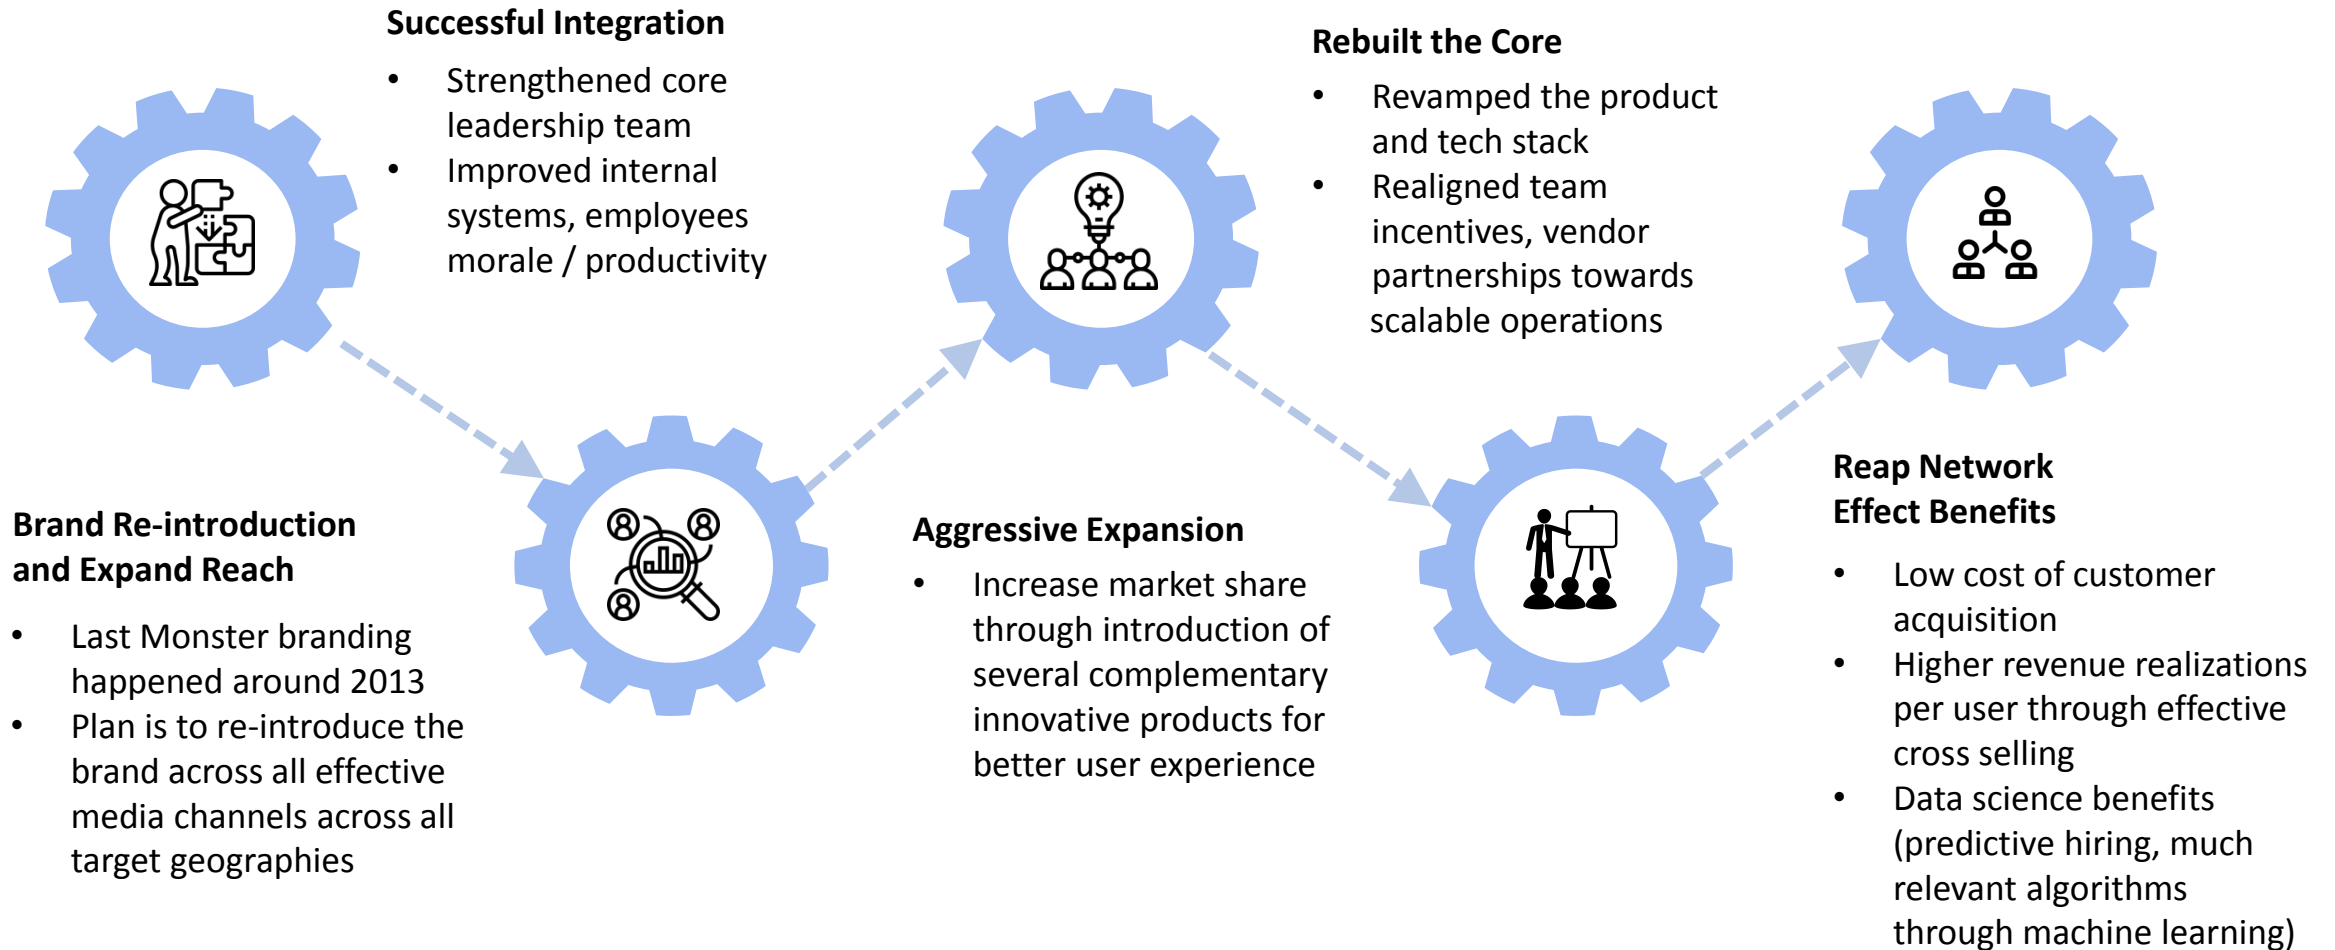 Successful Integration
• Strengthened core
leadership team
• Improved internal
systems, employees
morale / productivity
Rebuilt the Core
• Revamped the product
and tech stack
• Realigned team
incentives, vendor
partnerships towards
scalable operations
Brand Re-introduction
and Expand Reach
• Last Monster branding
happened around 2013
• Plan is to re-introduce the
brand across all effective
media channels across all
target geographies
Aggressive Expansion
• Increase market share
through introduction of
several complementary
innovative products for
better user experience
Reap Network
Effect Benefits
• Low cost of customer
acquisition
• Higher revenue realizations
per user through effective
cross selling
• Data science benefits
(predictive hiring, much
relevant algorithms
through machine learning)